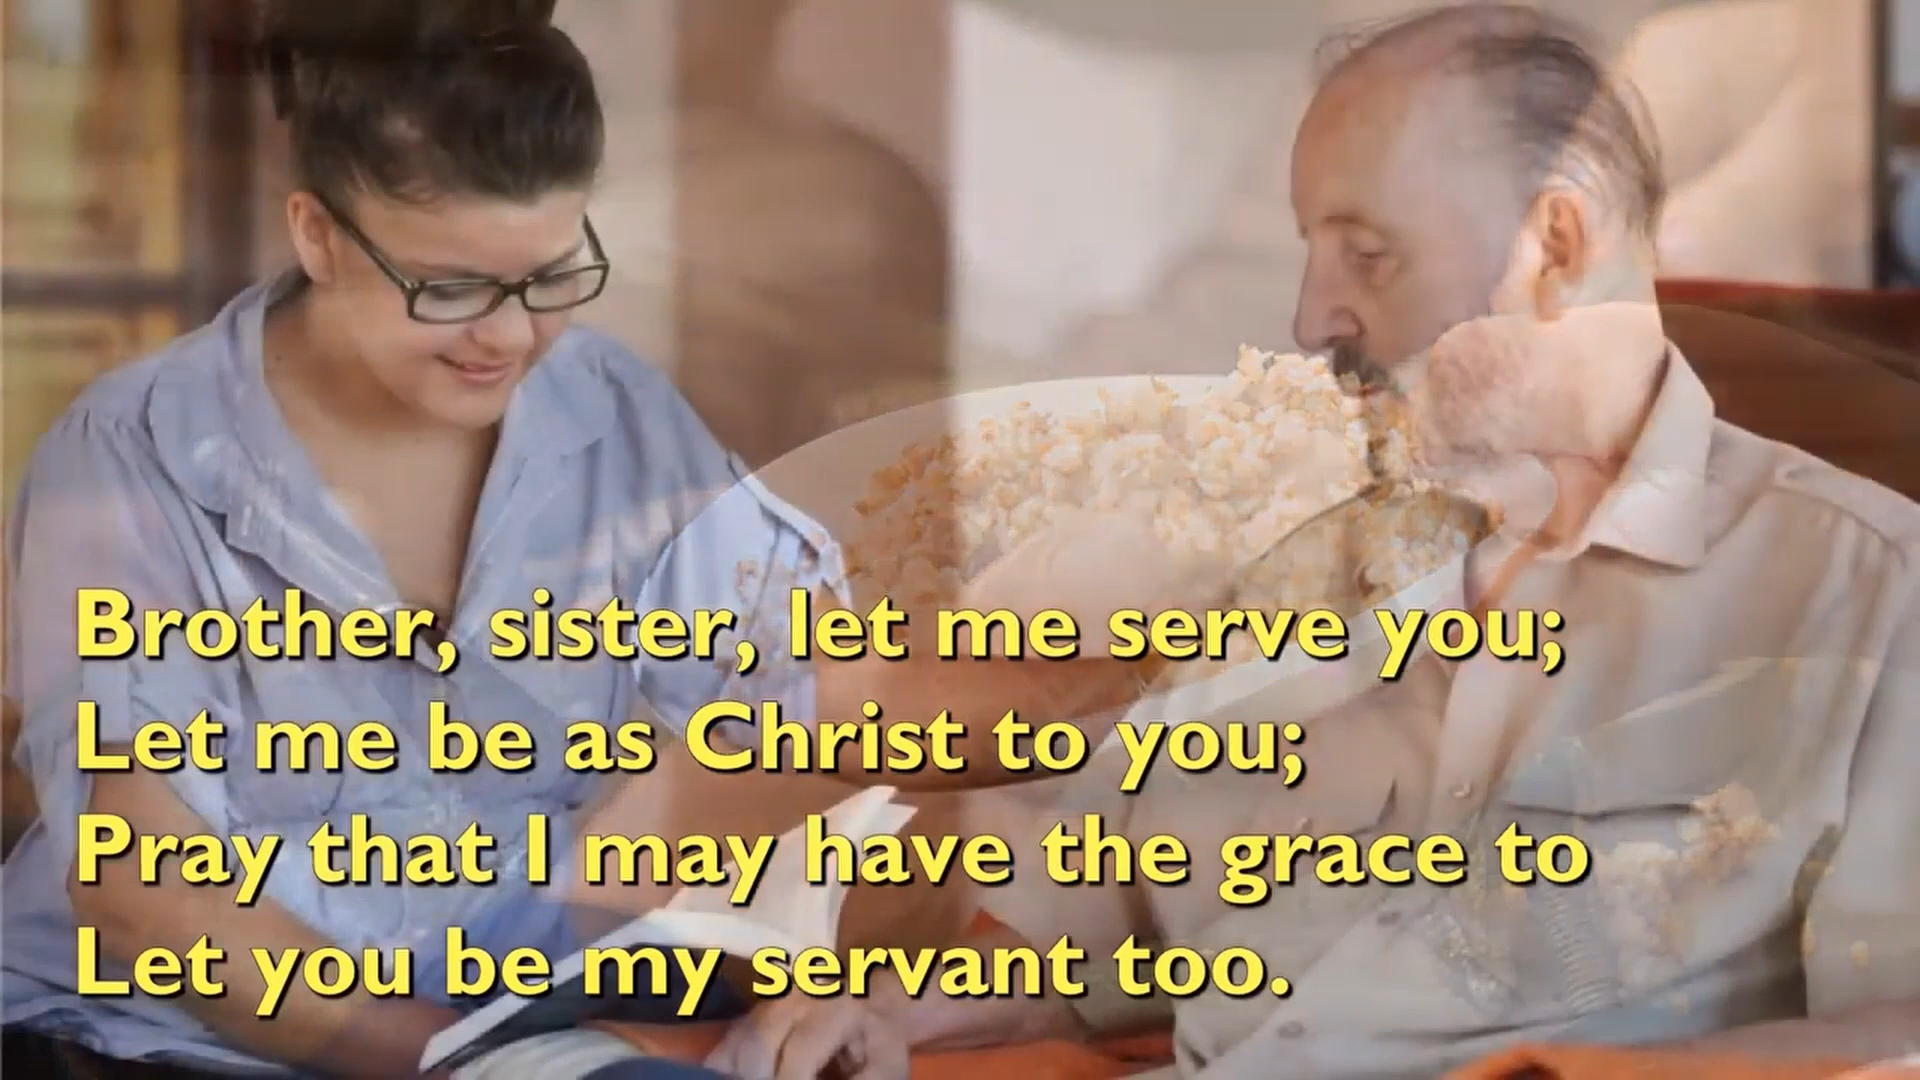 Brother, sister, let me serve you;
Let me be as Christ to you;
Pray that I may have the grace to
Let you be my servant too.